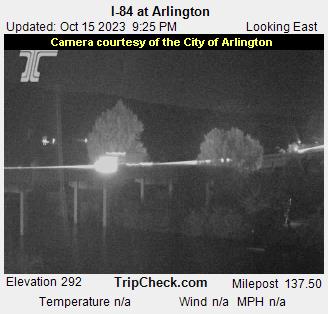 I-84 at Arlington
Updated: Oct 15 2023 9:25 PM Looking East
Camera courtesy of the City of Arlington
Elevation 292 TripCheck.com Milepost 137.50
Temperature n/a Wind n/a MPH n/a